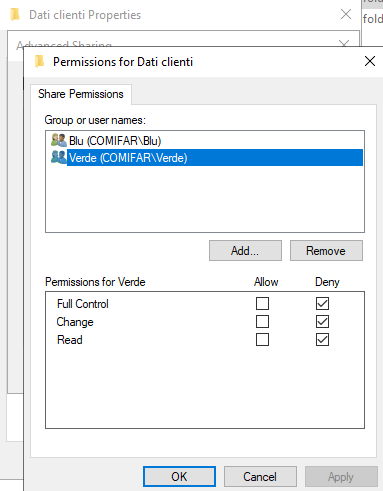 Dati clienti Properties
fold
fold
Advanced Sharing
Permissions for Dati clienti
Share Permissions
Group or user names:
Blu (COMIFAR\Blu)
Verde (COMIFAR\Verde)
Add...
Remove
Permissions for Verde
Allow
Deny
Full Control
Change
Read
OK
Cancel
Apply